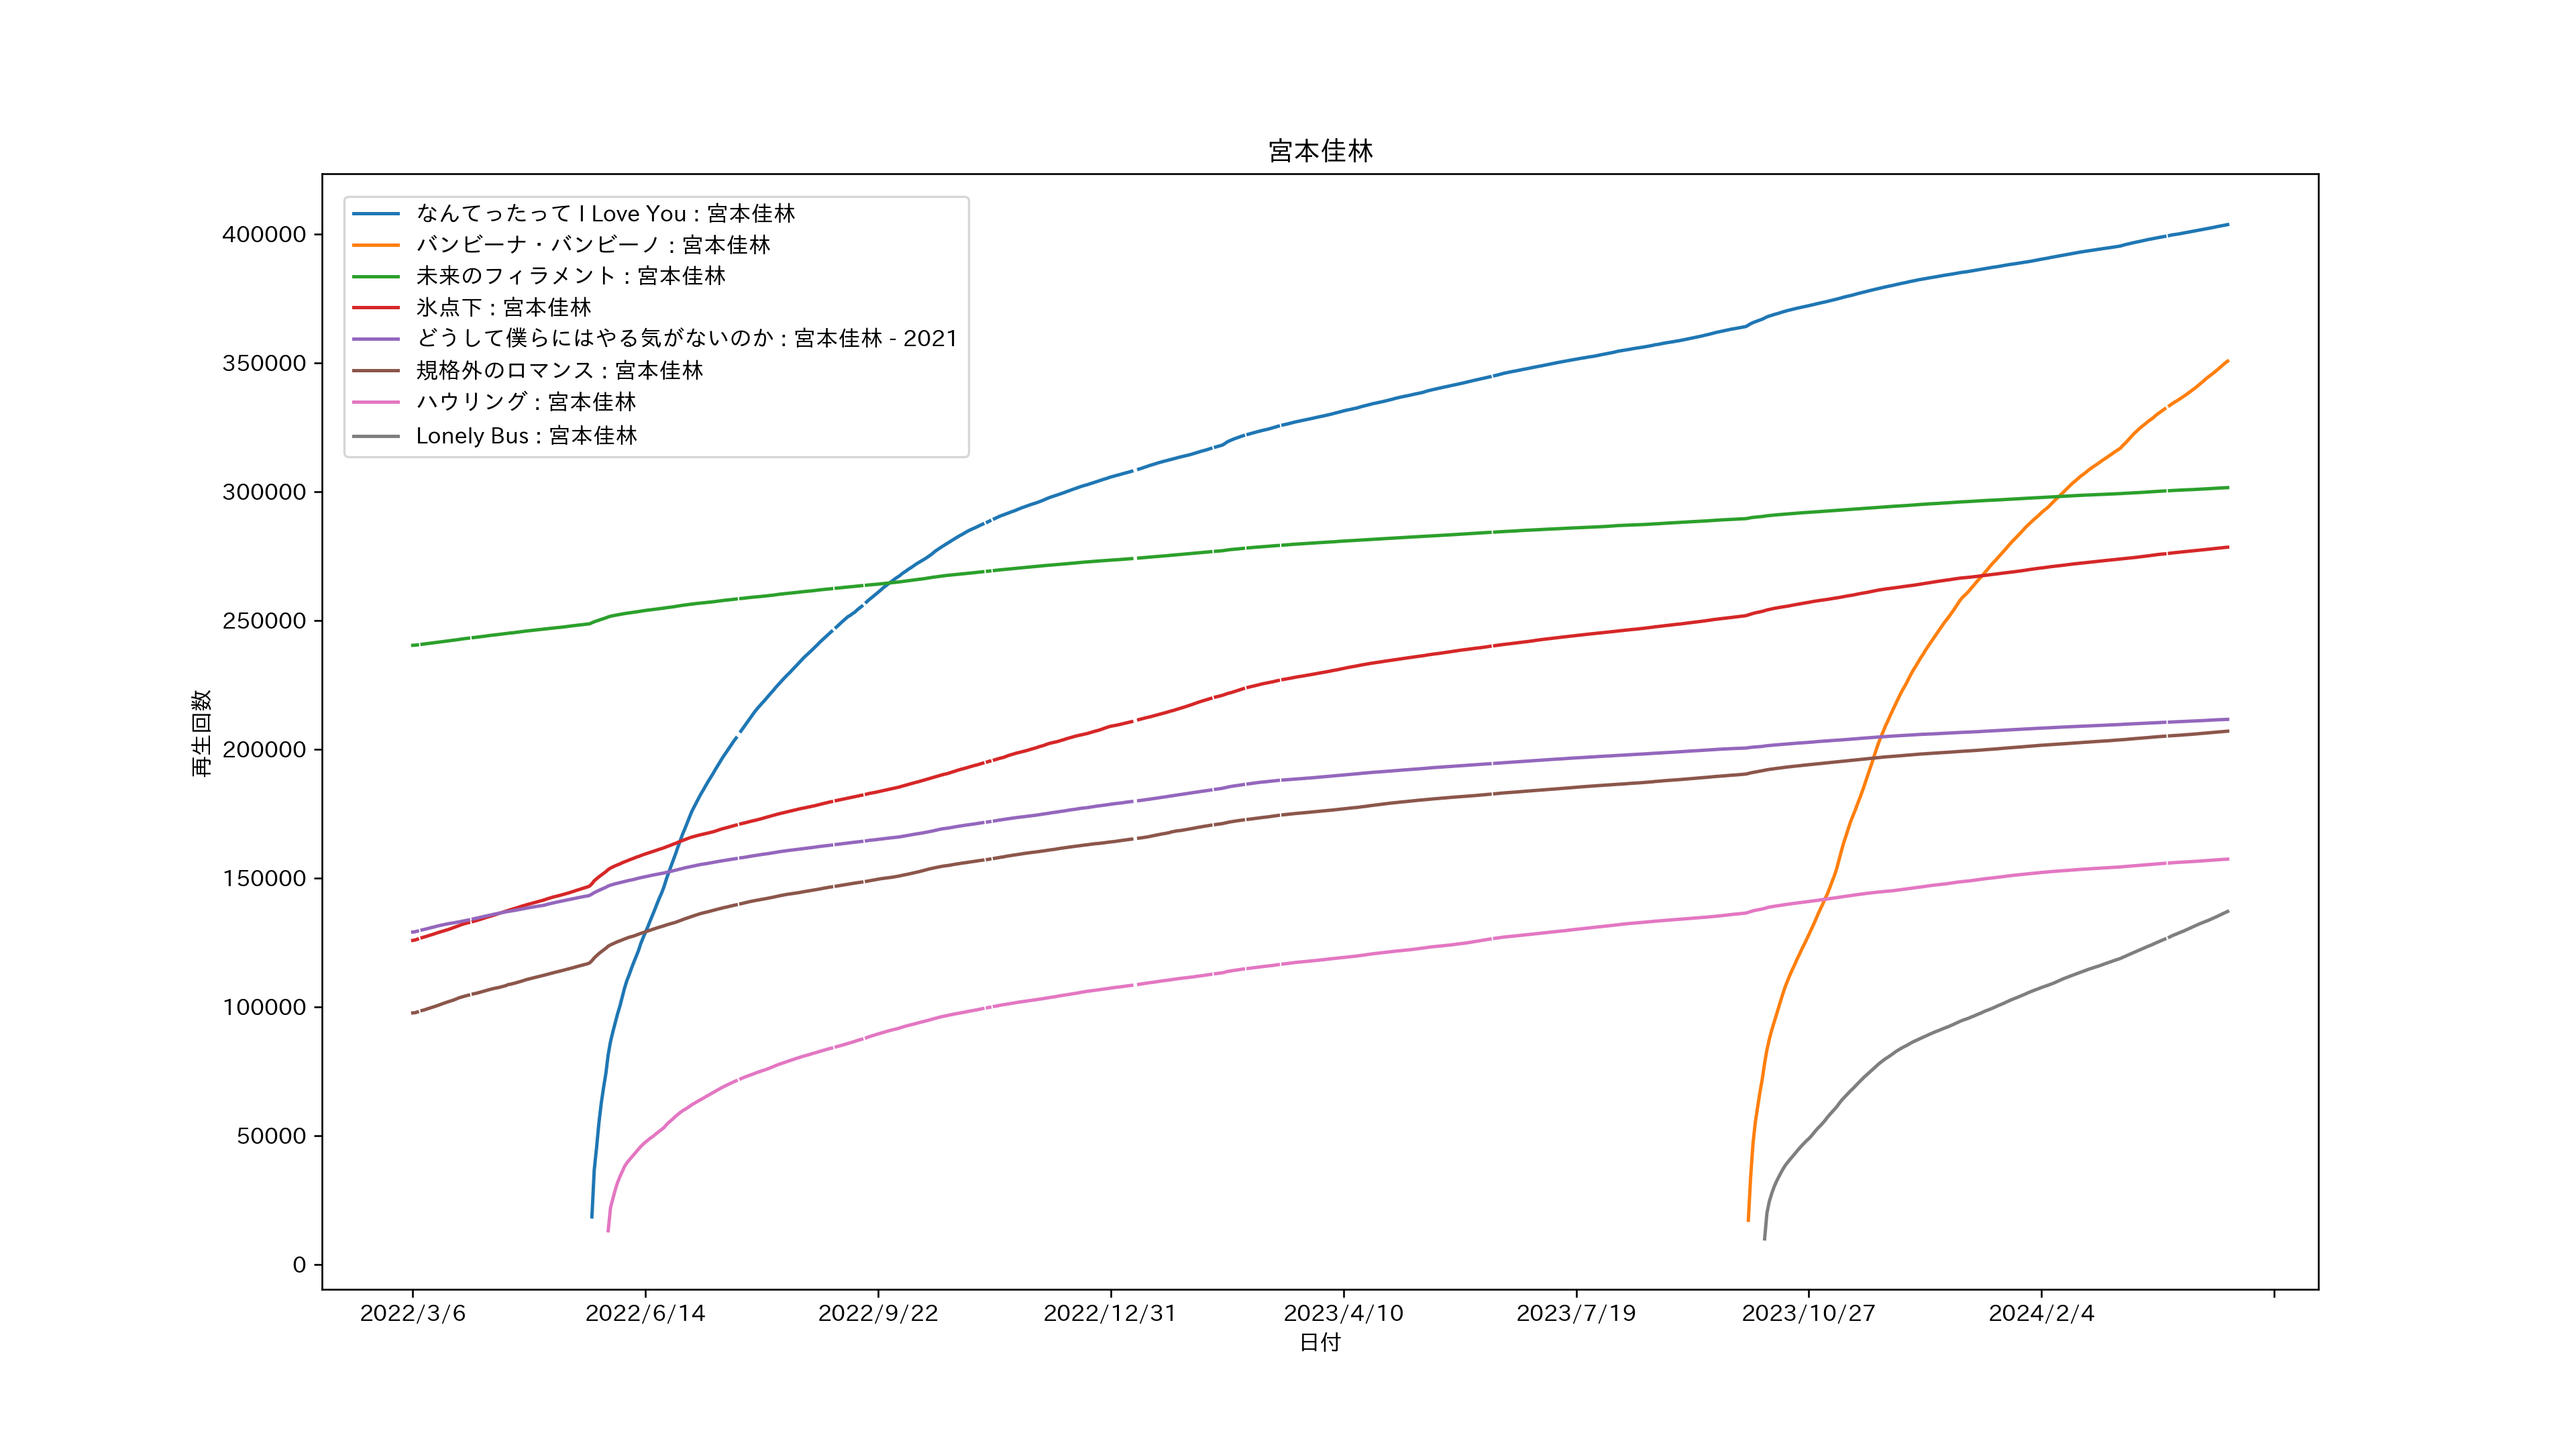 宮本佳林
なんてったって I Love You : 宮本佳林
バンビーナ・バンビーノ : 宮本佳林
未来のフィラメント : 宮本佳林
氷点下 : 宮本佳林
どうして僕らにはやる気がないのか : 宮本佳林 - 2021
規格外のロマンス : 宮本佳林
ハウリング : 宮本佳林
Lonely Bus : 宮本佳林
400000
350000
300000
250000
200000
150000
100000
50000
0
再生回数
2022/3/6
2022/6/14
2022/9/22
2022/12/31
2023/4/10
2023/7/19
2023/10/27
2024/2/4
日付